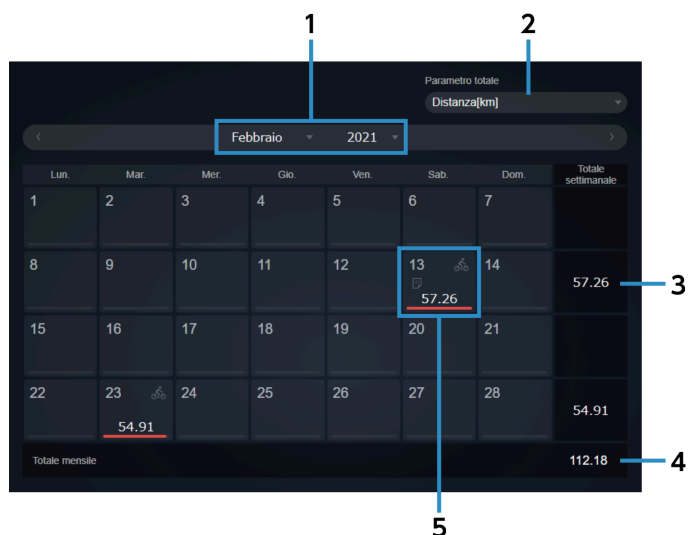 1 2
Parametro totale
Distanza[km]
Febbraio 2021
Lun. Mar. Mer. Gio. Ven. Sab. Dom. Totale settimanale
1 2 3 4 5 6 7
8 9 10 11 12 13 14
57.26
57.26 3
15 16 17 18 19 20 21
22 23 24 25 26 27 28
54.91
54.91
Totale mensile 112.18 4
5